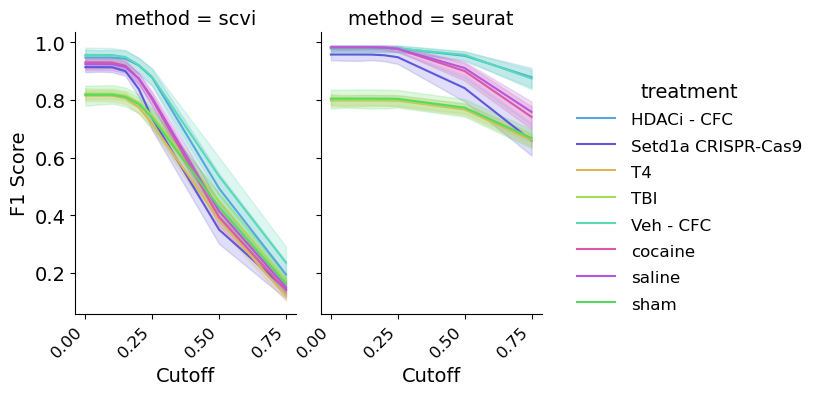 method = scvi
method = seurat
F1 Score
1.0
0.8
0.6
0.4
0.2
0.00
0.25
0.50
0.75
Cutoff
0.00
0.25
0.50
0.75
Cutoff
treatment
HDACi - CFC
Setd1a CRISPR-Cas9
T4
TBI
Veh - CFC
cocaine
saline
sham